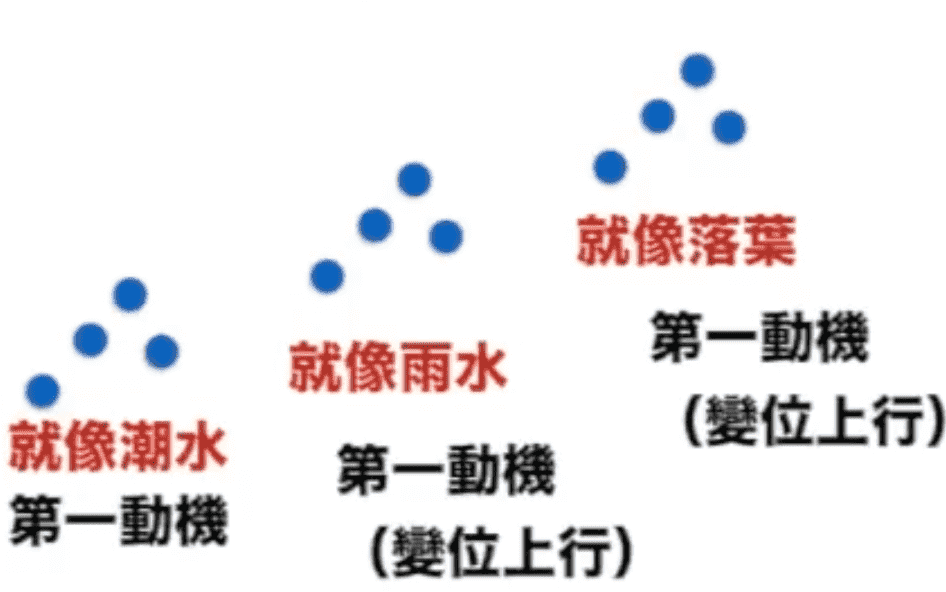 就像潮水
第一動機
就像雨水
第一動機
(變位上行)
就像落葉
第一動機
(變位上行)